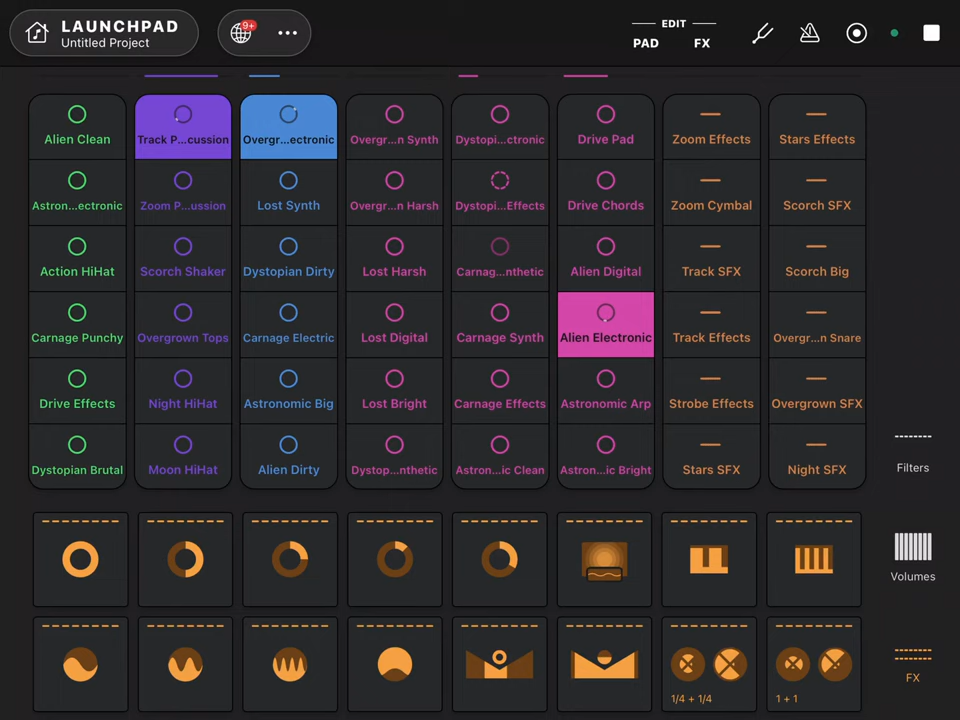 LAUNCHPAD
Untitled Project
9+
EDIT
PAD FX
Alien Clean Track P...cussion Overgr...ectronic Overgr...n Synth Dystopi...ctronic Drive Pad Zoom Effects Stars Effects
Astron...ectronic Zoom P...ussion Lost Synth Overgr...n Harsh Dystopi...Effects Drive Chords Zoom Cymbal Scorch SFX
Action HiHat Scorch Shaker Dystopian Dirty Lost Harsh Carnag...nthetic Alien Digital Track SFX Scorch Big
Carnage Punchy Overgrown Tops Carnage Electric Lost Digital Carnage Synth Alien Electronic Track Effects Overgr...n Snare
Drive Effects Night HiHat Astronomic Big Lost Bright Carnage Effects Astronomic Arp Strobe Effects Overgrown SFX
Dystopian Brutal Moon HiHat Alien Dirty Dystop...nthetic Astron...ic Clean Astron...ic Bright Stars SFX Night SFX
Filters
Volumes
FX
1/4 + 1/4 1 + 1